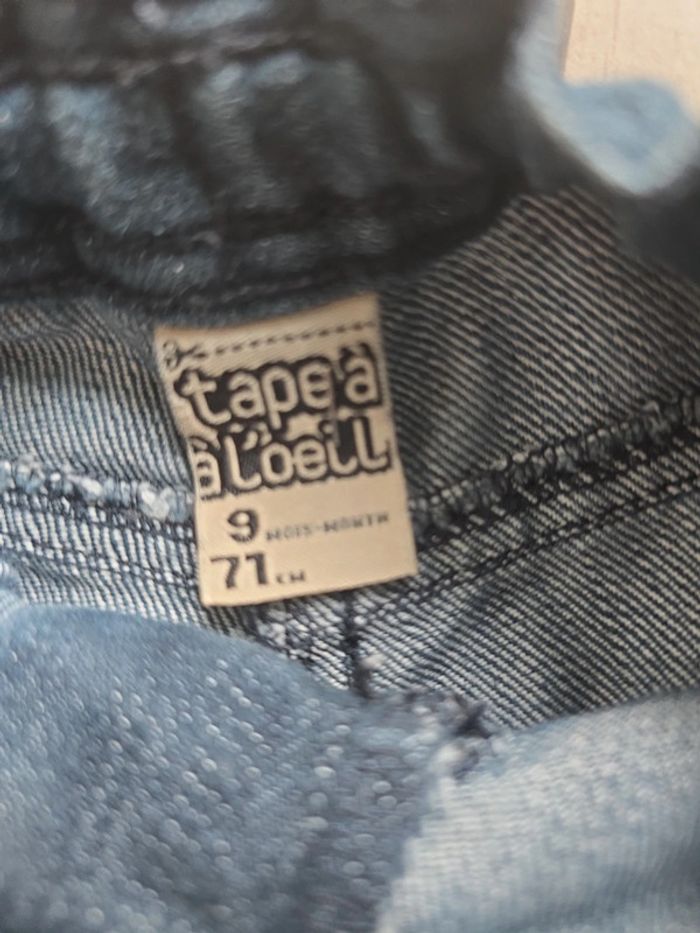 tape à
à l'oeil
9 MOIS-MONTH
71 CM